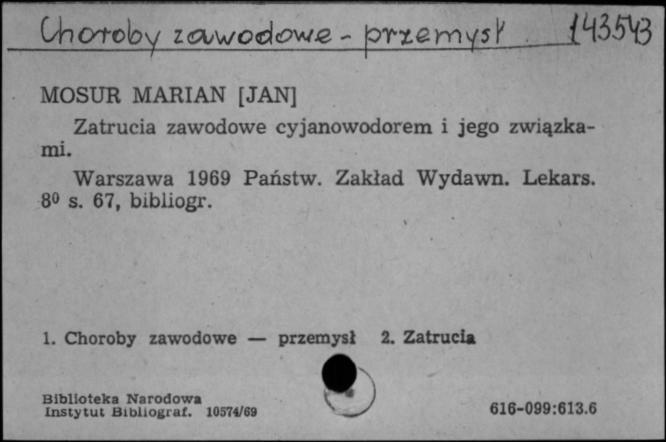 Choroby zawodowe - przemysł 143543
MOSUR MARIAN [JAN]
Zatrucia zawodowe cyjanowodorem i jego związka-
mi.
Warszawa 1969 Państw. Zakład Wydawn. Lekars.
8⁰ s. 67, bibliogr.
1. Choroby zawodowe — przemysł 2. Zatrucia
Biblioteka Narodowa
Instytut Bibliograf. 10574/69
616-099:613.6